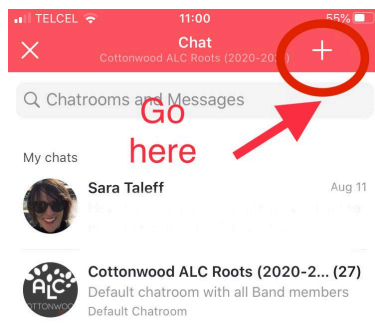 TELCEL 11:00 55%
Chat
Cottonwood ALC Roots (2020-20
Chatrooms and Messages
Go
here
My chats
Sara Taleff Aug 11
Cottonwood ALC Roots (2020-2... (27)
Default chatroom with all Band members
Default Chatroom
ALC